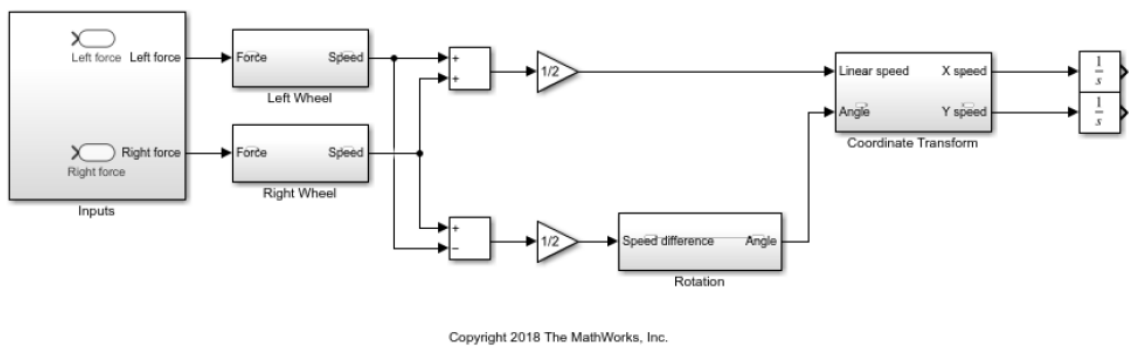 Left force
Left force
Right force
Right force
Inputs
Force
Speed
Left Wheel
Force
Speed
Right Wheel
+
+
1/2
+
−
1/2
Speed difference
Angle
Rotation
Linear speed
X speed
Angle
Y speed
Coordinate Transform
1
s
1
s
Copyright 2018 The MathWorks, Inc.